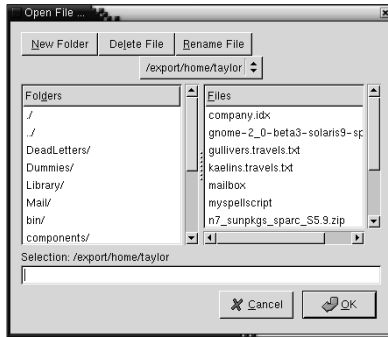 Open File ...
New Folder Delete File Rename File
/export/home/taylor
Folders
./
../
DeadLetters/
Dummies/
Library/
Mail/
bin/
components/
Files
company.idx
gnome-2_0-beta3-solaris9-sp
gullivers.travels.txt
kaelins.travels.txt
mailbox
myspellscript
n7_sunpkgs_sparc_S5.9.zip
Selection: /export/home/taylor
Cancel OK